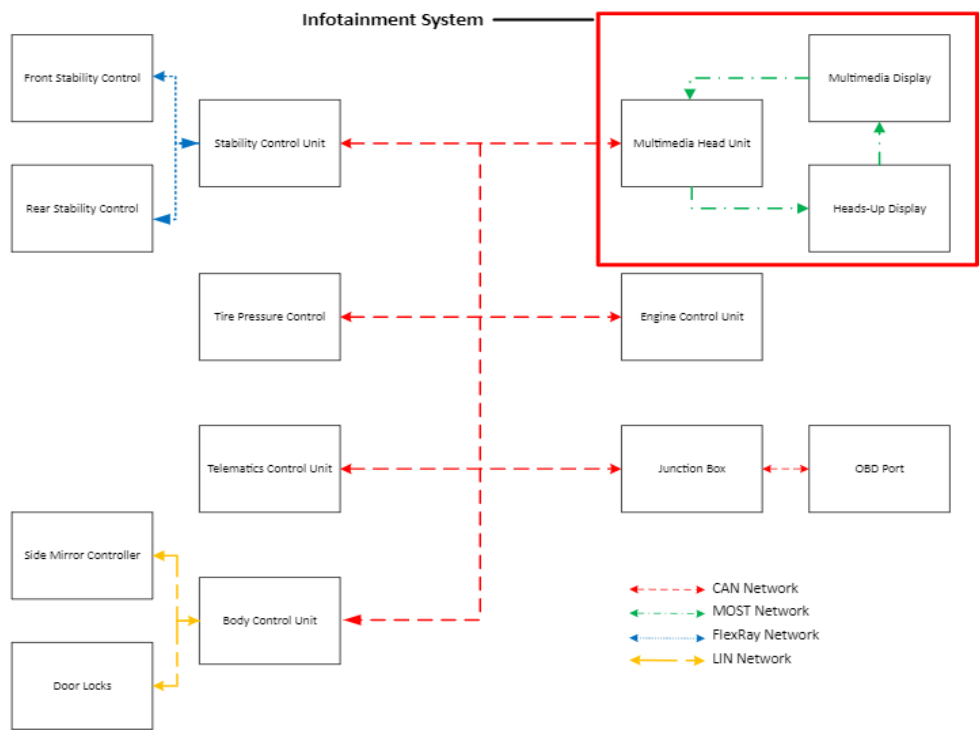 Infotainment System
Front Stability Control
Multimedia Display
Stability Control Unit
Multimedia Head Unit
Rear Stability Control
Heads-Up Display
Tire Pressure Control
Engine Control Unit
Telematics Control Unit
Junction Box
OBD Port
Side Mirror Controller
Body Control Unit
Door Locks
CAN Network
MOST Network
FlexRay Network
LIN Network